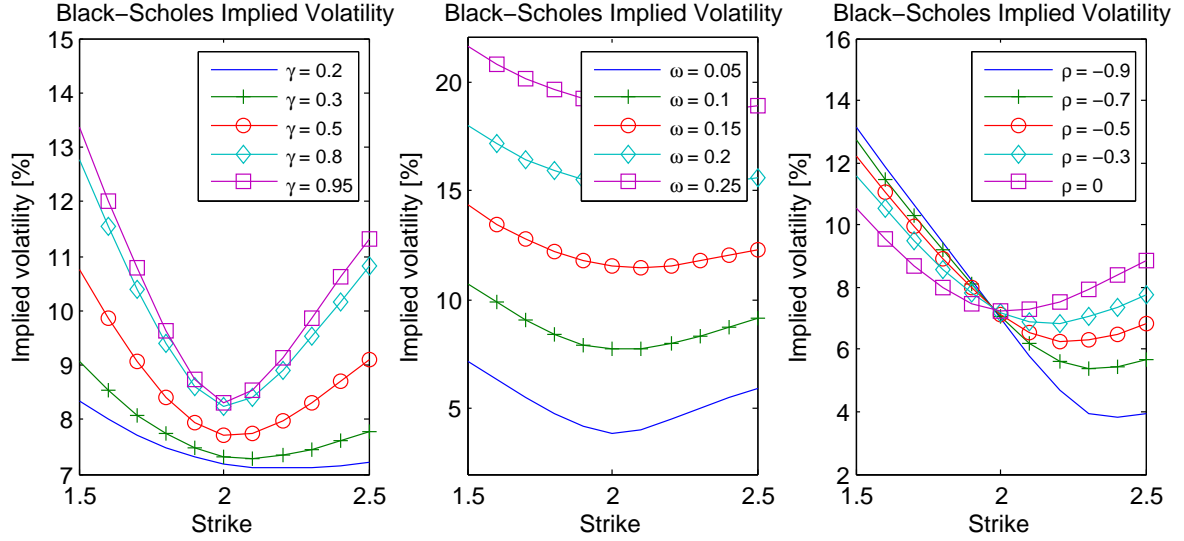 Black−Scholes Implied Volatility
15
14
13
12
11
10
9
8
7
Implied volatility [%]
γ = 0.2
γ = 0.3
γ = 0.5
γ = 0.8
γ = 0.95
1.5
2
2.5
Strike
Black−Scholes Implied Volatility
20
15
10
5
Implied volatility [%]
ω = 0.05
ω = 0.1
ω = 0.15
ω = 0.2
ω = 0.25
1.5
2
2.5
Strike
Black−Scholes Implied Volatility
16
14
12
10
8
6
4
2
Implied volatility [%]
ρ = −0.9
ρ = −0.7
ρ = −0.5
ρ = −0.3
ρ = 0
1.5
2
2.5
Strike